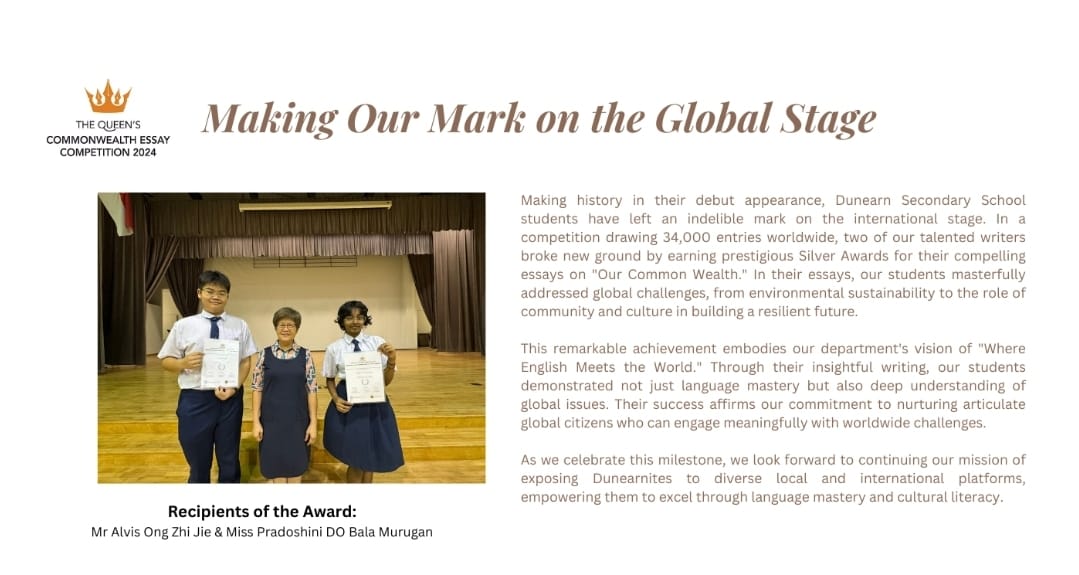 THE QUEEN'S
COMMONWEALTH ESSAY
COMPETITION 2024
Making Our Mark on the Global Stage
Making history in their debut appearance, Dunearn Secondary School
students have left an indelible mark on the international stage. In a
competition drawing 34,000 entries worldwide, two of our talented writers
broke new ground by earning prestigious Silver Awards for their compelling
essays on "Our Common Wealth." In their essays, our students masterfully
addressed global challenges, from environmental sustainability to the role of
community and culture in building a resilient future.
This remarkable achievement embodies our department's vision of "Where
English Meets the World." Through their insightful writing, our students
demonstrated not just language mastery but also deep understanding of
global issues. Their success affirms our commitment to nurturing articulate
global citizens who can engage meaningfully with worldwide challenges.
As we celebrate this milestone, we look forward to continuing our mission of
exposing Dunearnites to diverse local and international platforms,
empowering them to excel through language mastery and cultural literacy.
Recipients of the Award:
Mr Alvis Ong Zhi Jie & Miss Pradoshini DO Bala Murugan